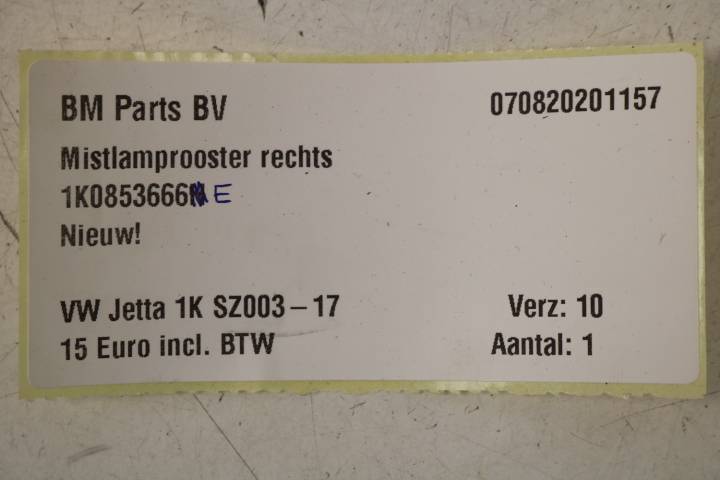 BM Parts BV 070820201157
Mistlamprooster rechts
1K0853666 E
Nieuw!
VW Jetta 1K SZ003-17 Verz: 10
15 Euro incl. BTW Aantal: 1